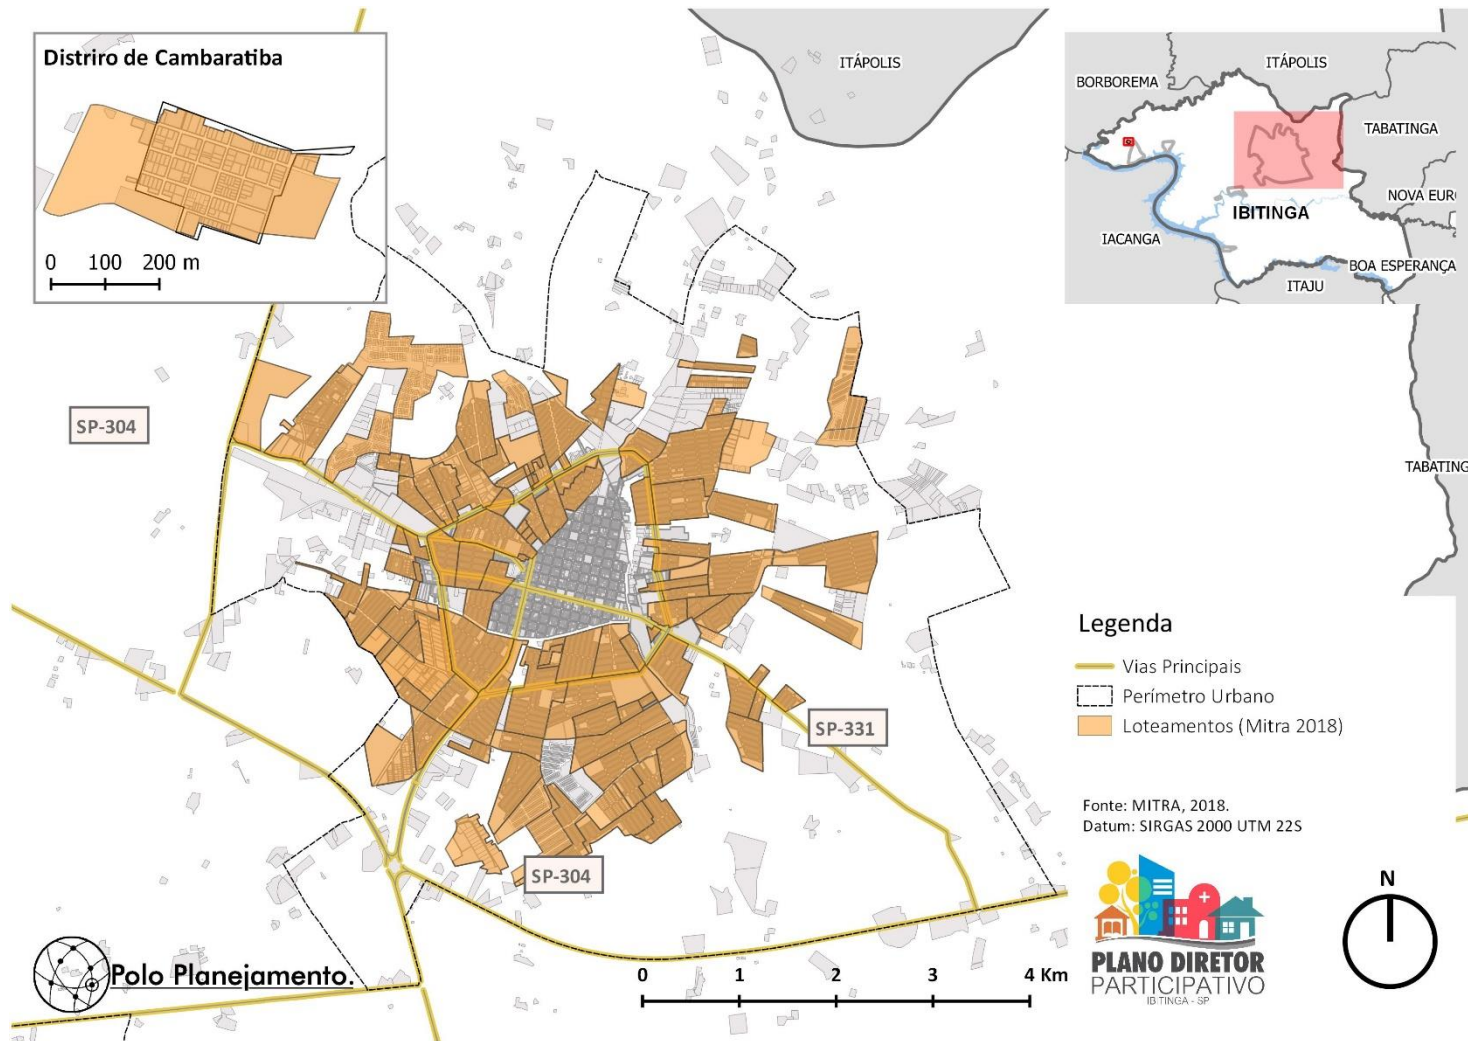 Distriro de Cambaratiba
0 100 200 m
ITÁPOLIS
BORBOREMA
ITÁPOLIS
TABATINGA
NOVA EUR
IBITINGA
IACANGA
BOA ESPERANÇA
ITAJU
SP-304
TABATING
SP-331
SP-304
Legenda
Vias Principais
Perímetro Urbano
Loteamentos (Mitra 2018)
Fonte: MITRA, 2018.
Datum: SIRGAS 2000 UTM 22S
PLANO DIRETOR
PARTICIPATIVO
IBITINGA - SP
N
Polo Planejamento.
0 1 2 3 4 Km